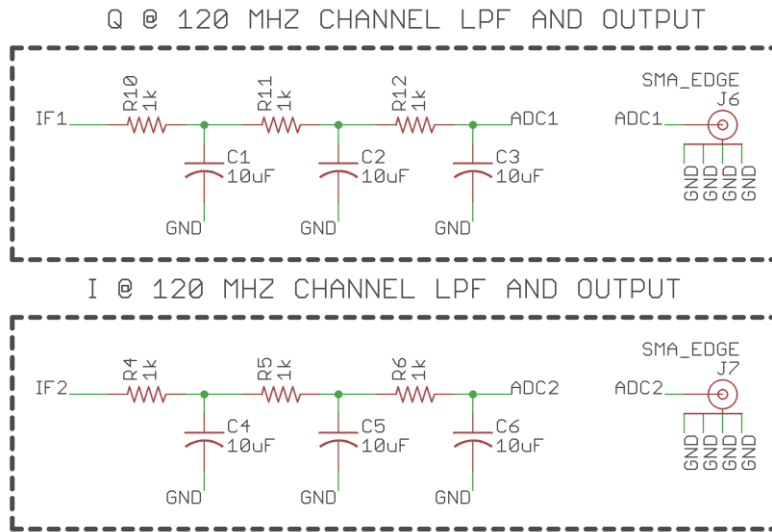 Q @ 120 MHZ CHANNEL LPF AND OUTPUT
IF1
R10
1k
R11
1k
R12
1k
ADC1
C1
10uF
C2
10uF
C3
10uF
GND
GND
GND
SMA_EDGE
J6
ADC1
GND
GND
GND
GND
I @ 120 MHZ CHANNEL LPF AND OUTPUT
IF2
R4
1k
R5
1k
R6
1k
ADC2
C4
10uF
C5
10uF
C6
10uF
GND
GND
GND
SMA_EDGE
J7
ADC2
GND
GND
GND
GND